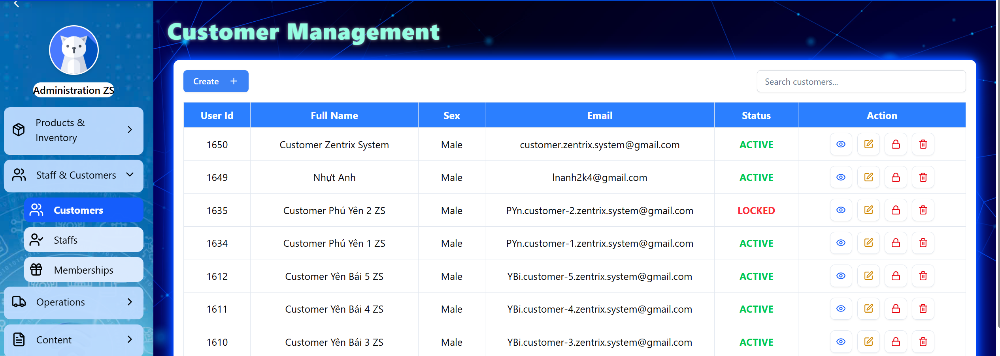 Customer Management
Administration ZS
Products &
Inventory
Staff & Customers
Customers
Staffs
Memberships
Operations
Content
Create +
Search customers...
User Id Full Name Sex Email Status Action
1650 Customer Zentrix System Male customer.zentrix.system@gmail.com ACTIVE
1649 Nhựt Anh Male lnanh2k4@gmail.com ACTIVE
1635 Customer Phú Yên 2 ZS Male PYn.customer-2.zentrix.system@gmail.com LOCKED
1634 Customer Phú Yên 1 ZS Male PYn.customer-1.zentrix.system@gmail.com ACTIVE
1612 Customer Yên Bái 5 ZS Male YBi.customer-5.zentrix.system@gmail.com ACTIVE
1611 Customer Yên Bái 4 ZS Male YBi.customer-4.zentrix.system@gmail.com ACTIVE
1610 Customer Yên Bái 3 ZS Male YBi.customer-3.zentrix.system@gmail.com ACTIVE